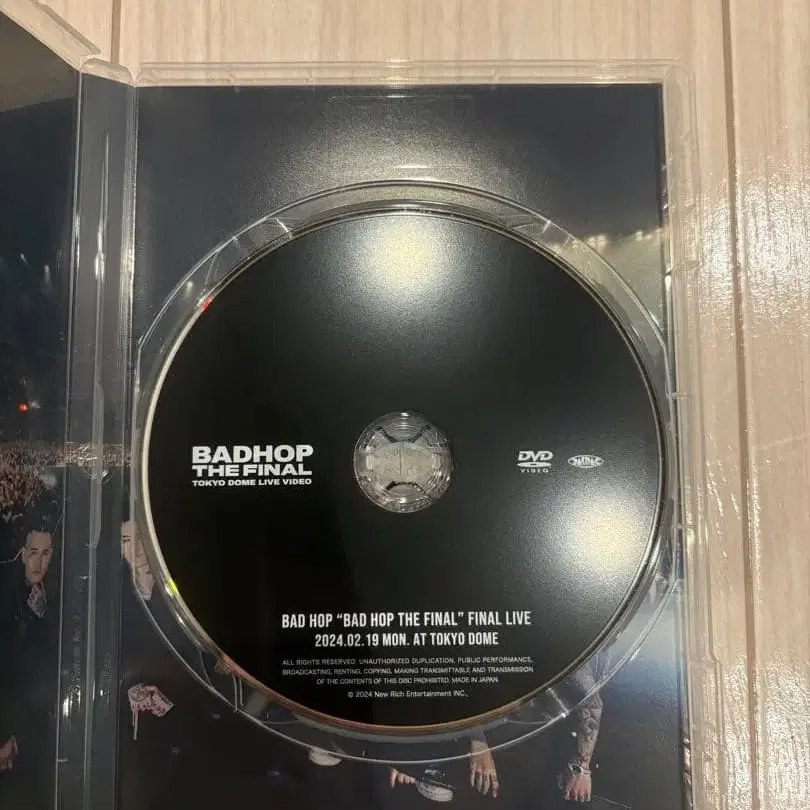 BADHOP
THE FINAL
TOKYO DOME LIVE VIDEO
DVD
VIDEO
BAD HOP “BAD HOP THE FINAL” FINAL LIVE
2024.02.19 MON. AT TOKYO DOME
ALL RIGHTS RESERVED. UNAUTHORIZED DUPLICATION, PUBLIC PERFORMANCE,
BROADCASTING, RENTING, COPYING, MAKING TRANSMITTABLE AND TRANSMISSION
OF THE CONTENTS OF THIS DISC PROHIBITED. MADE IN JAPAN.
© 2024 New Rich Entertainment INC.,